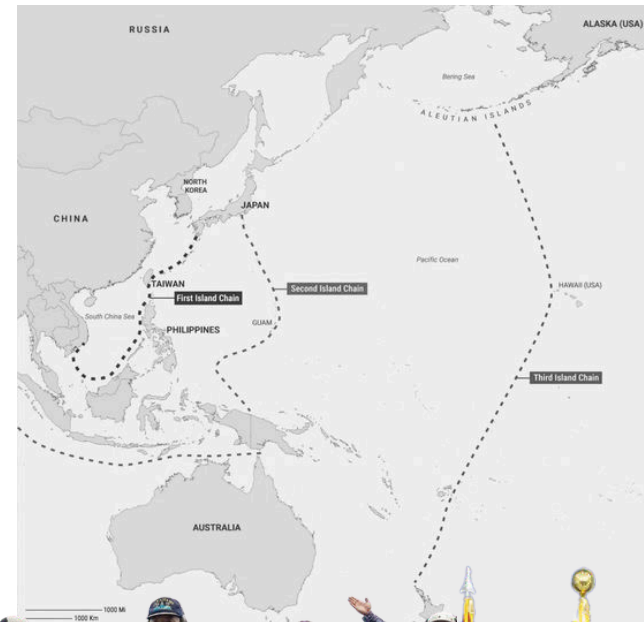 RUSSIA
ALASKA (USA)
Bering Sea
ALEUTIAN ISLANDS
NORTH
KOREA
JAPAN
CHINA
Pacific Ocean
TAIWAN
First Island Chain
Second Island Chain
HAWAII (USA)
South China Sea
GUAM
PHILIPPINES
Third Island Chain
AUSTRALIA
1000 Mi
1000 Km